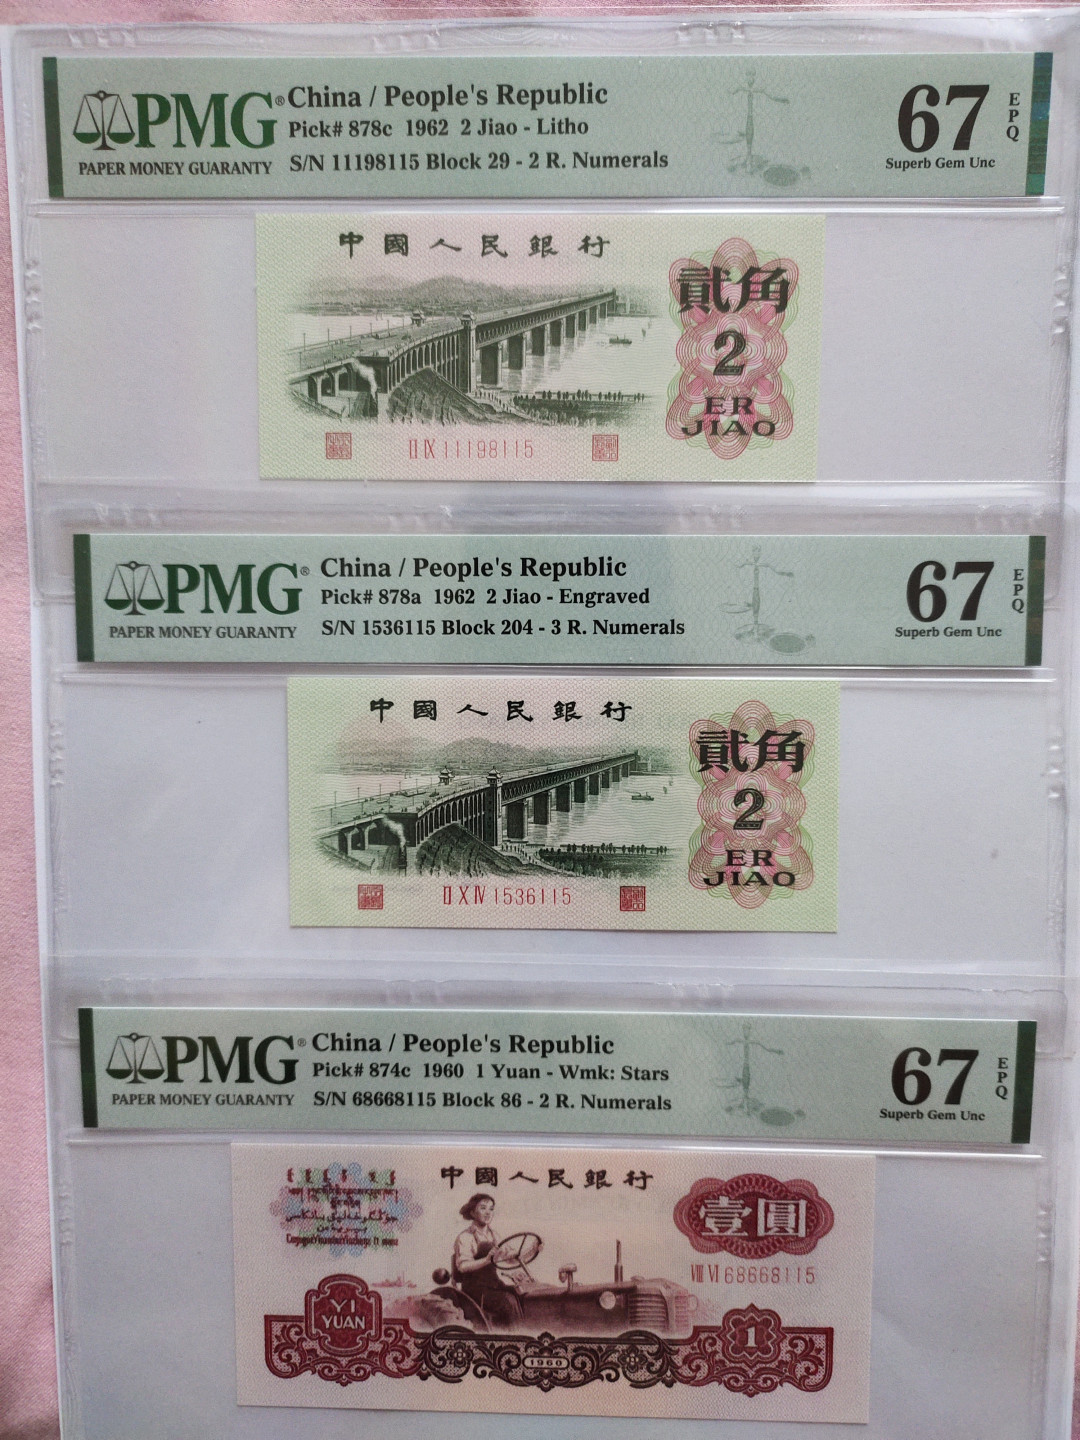 PMG®
PAPER MONEY GUARANTY
China / People's Republic
Pick# 878c 1962 2 Jiao - Litho
S/N 11198115 Block 29 - 2 R. Numerals
67
EPQ
Superb Gem Unc
中國人民銀行
貳角
2
ER
JIAO
II IX 11198115
PMG®
PAPER MONEY GUARANTY
China / People's Republic
Pick# 878a 1962 2 Jiao - Engraved
S/N 1536115 Block 204 - 3 R. Numerals
67
EPQ
Superb Gem Unc
中國人民銀行
貳角
2
ER
JIAO
II X IV 1536115
PMG®
PAPER MONEY GUARANTY
China / People's Republic
Pick# 874c 1960 1 Yuan - Wmk: Stars
S/N 68668115 Block 86 - 2 R. Numerals
67
EPQ
Superb Gem Unc
中國人民銀行
壹圓
VIII VI 68668115
YI
YUAN
1
1960